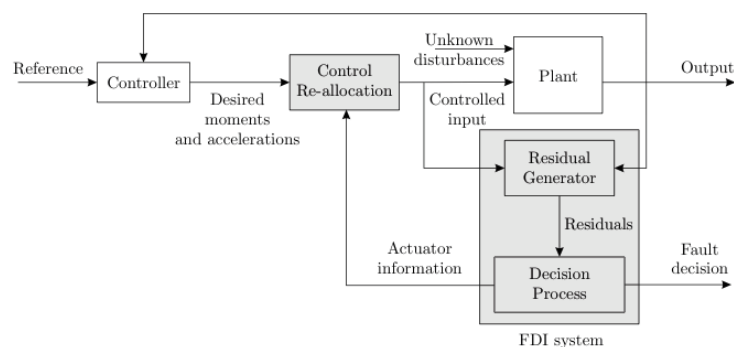 Reference
Controller
Desired
moments
and accelerations
Control
Re-allocation
Unknown
disturbances
Controlled
input
Plant
Output
Residual
Generator
Residuals
Actuator
information
Decision
Process
Fault
decision
FDI system